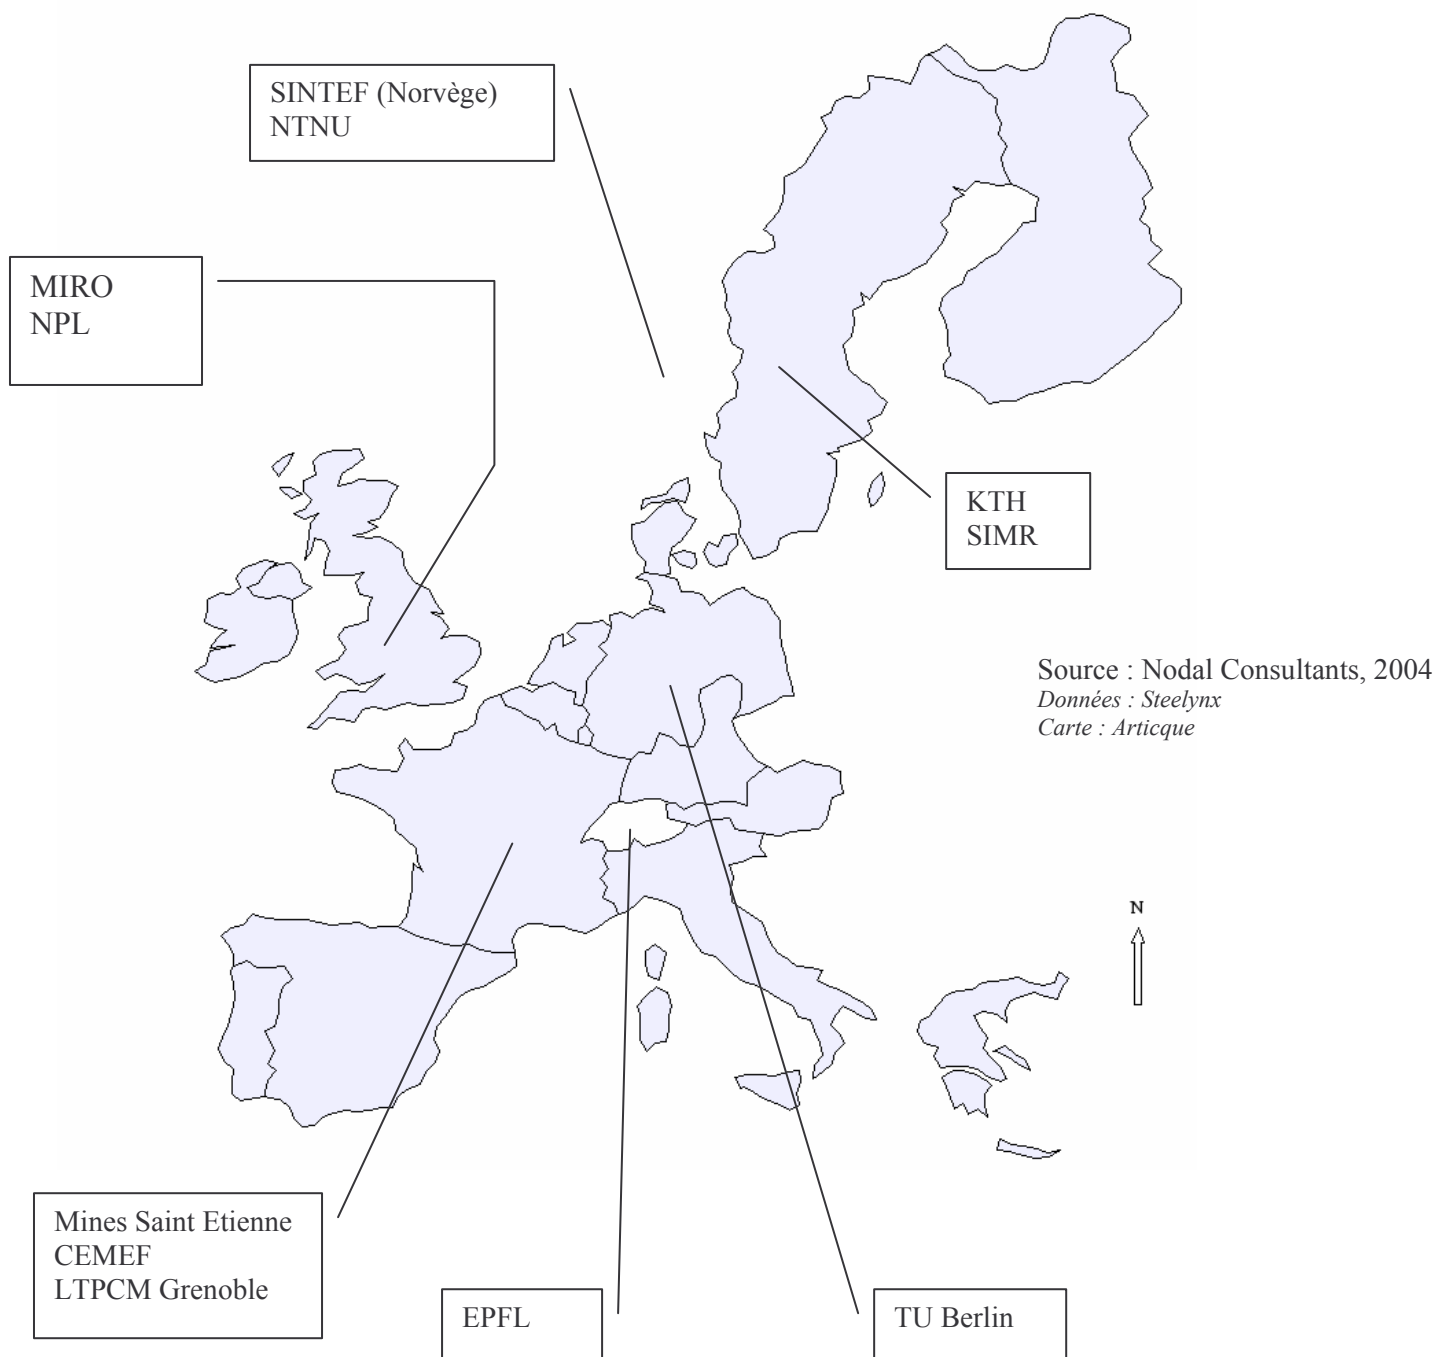 SINTEF (Norvège)
NTNU
MIRO
NPL
KTH
SIMR
Source : Nodal Consultants, 2004
Données : Steelynx
Carte : Articque
N
Mines Saint Etienne
CEMEF
LTPCM Grenoble
EPFL
TU Berlin